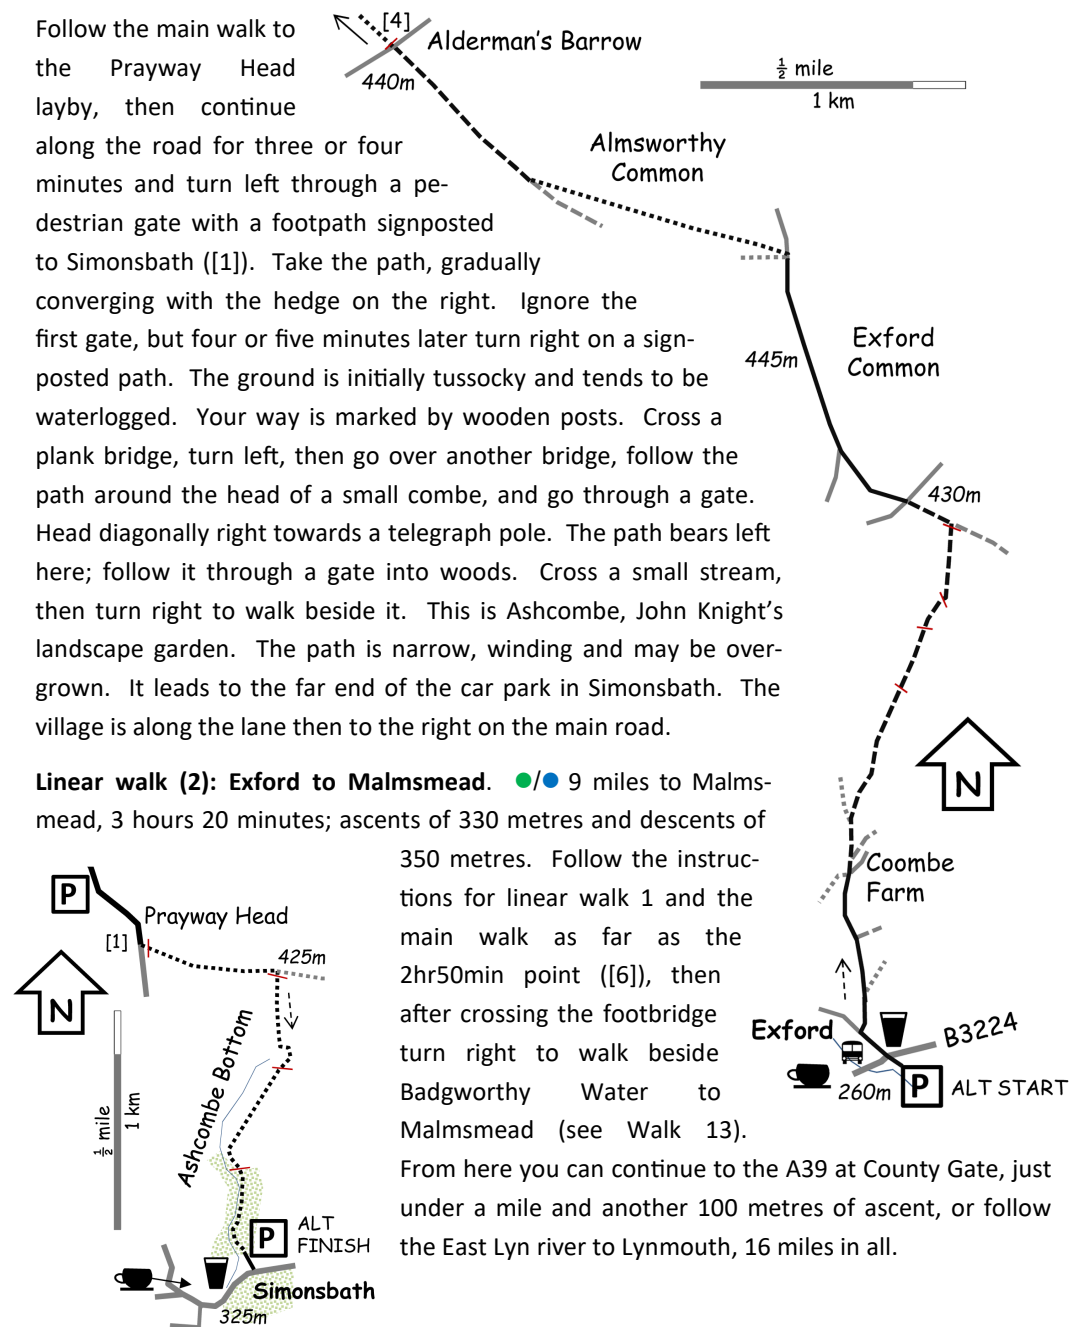 Follow the main walk to
the Prayway Head
layby, then continue
along the road for three or four
minutes and turn left through a pe-
destrian gate with a footpath signposted
to Simonsbath ([1]). Take the path, gradually
converging with the hedge on the right. Ignore the
first gate, but four or five minutes later turn right on a sign-
posted path. The ground is initially tussocky and tends to be
waterlogged. Your way is marked by wooden posts. Cross a
plank bridge, turn left, then go over another bridge, follow the
path around the head of a small combe, and go through a gate.
Head diagonally right towards a telegraph pole. The path bears left
here; follow it through a gate into woods. Cross a small stream,
then turn right to walk beside it. This is Ashcombe, John Knight’s
landscape garden. The path is narrow, winding and may be over-
grown. It leads to the far end of the car park in Simonsbath. The
village is along the lane then to the right on the main road.
Linear walk (2): Exford to Malmsmead. ●/● 9 miles to Malms-
mead, 3 hours 20 minutes; ascents of 330 metres and descents of
350 metres. Follow the instruc-
tions for linear walk 1 and the
main walk as far as the
2hr50min point ([6]), then
after crossing the footbridge
turn right to walk beside
Badgworthy Water to
Malmsmead (see Walk 13).
From here you can continue to the A39 at County Gate, just
under a mile and another 100 metres of ascent, or follow
the East Lyn river to Lynmouth, 16 miles in all.
[4]
Alderman’s Barrow
440m
½ mile
1 km
Almsworthy
Common
445m
Exford
Common
430m
N
Coombe
Farm
Exford
B3224
260m
P
ALT START
P
Prayway Head
[1]
425m
N
Ashcombe Bottom
½ mile
1 km
P
ALT
FINISH
Simonsbath
325m